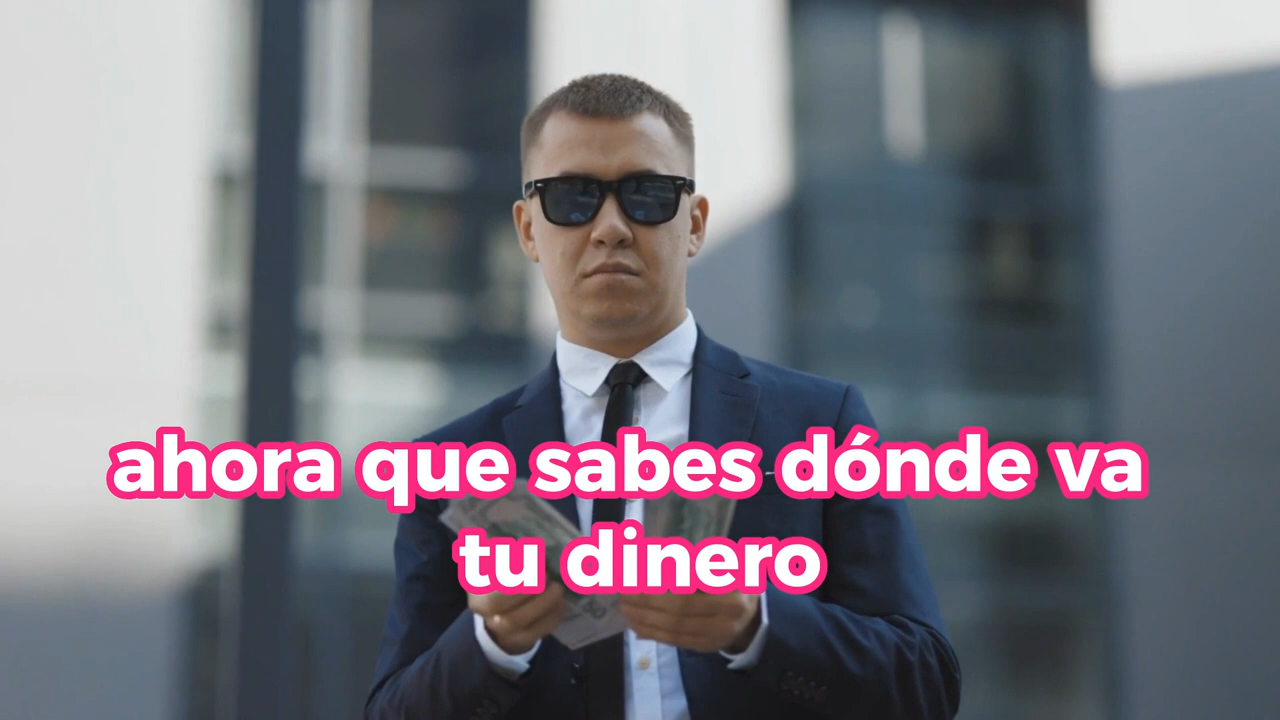 ahora que sabes dónde va
tu dinero